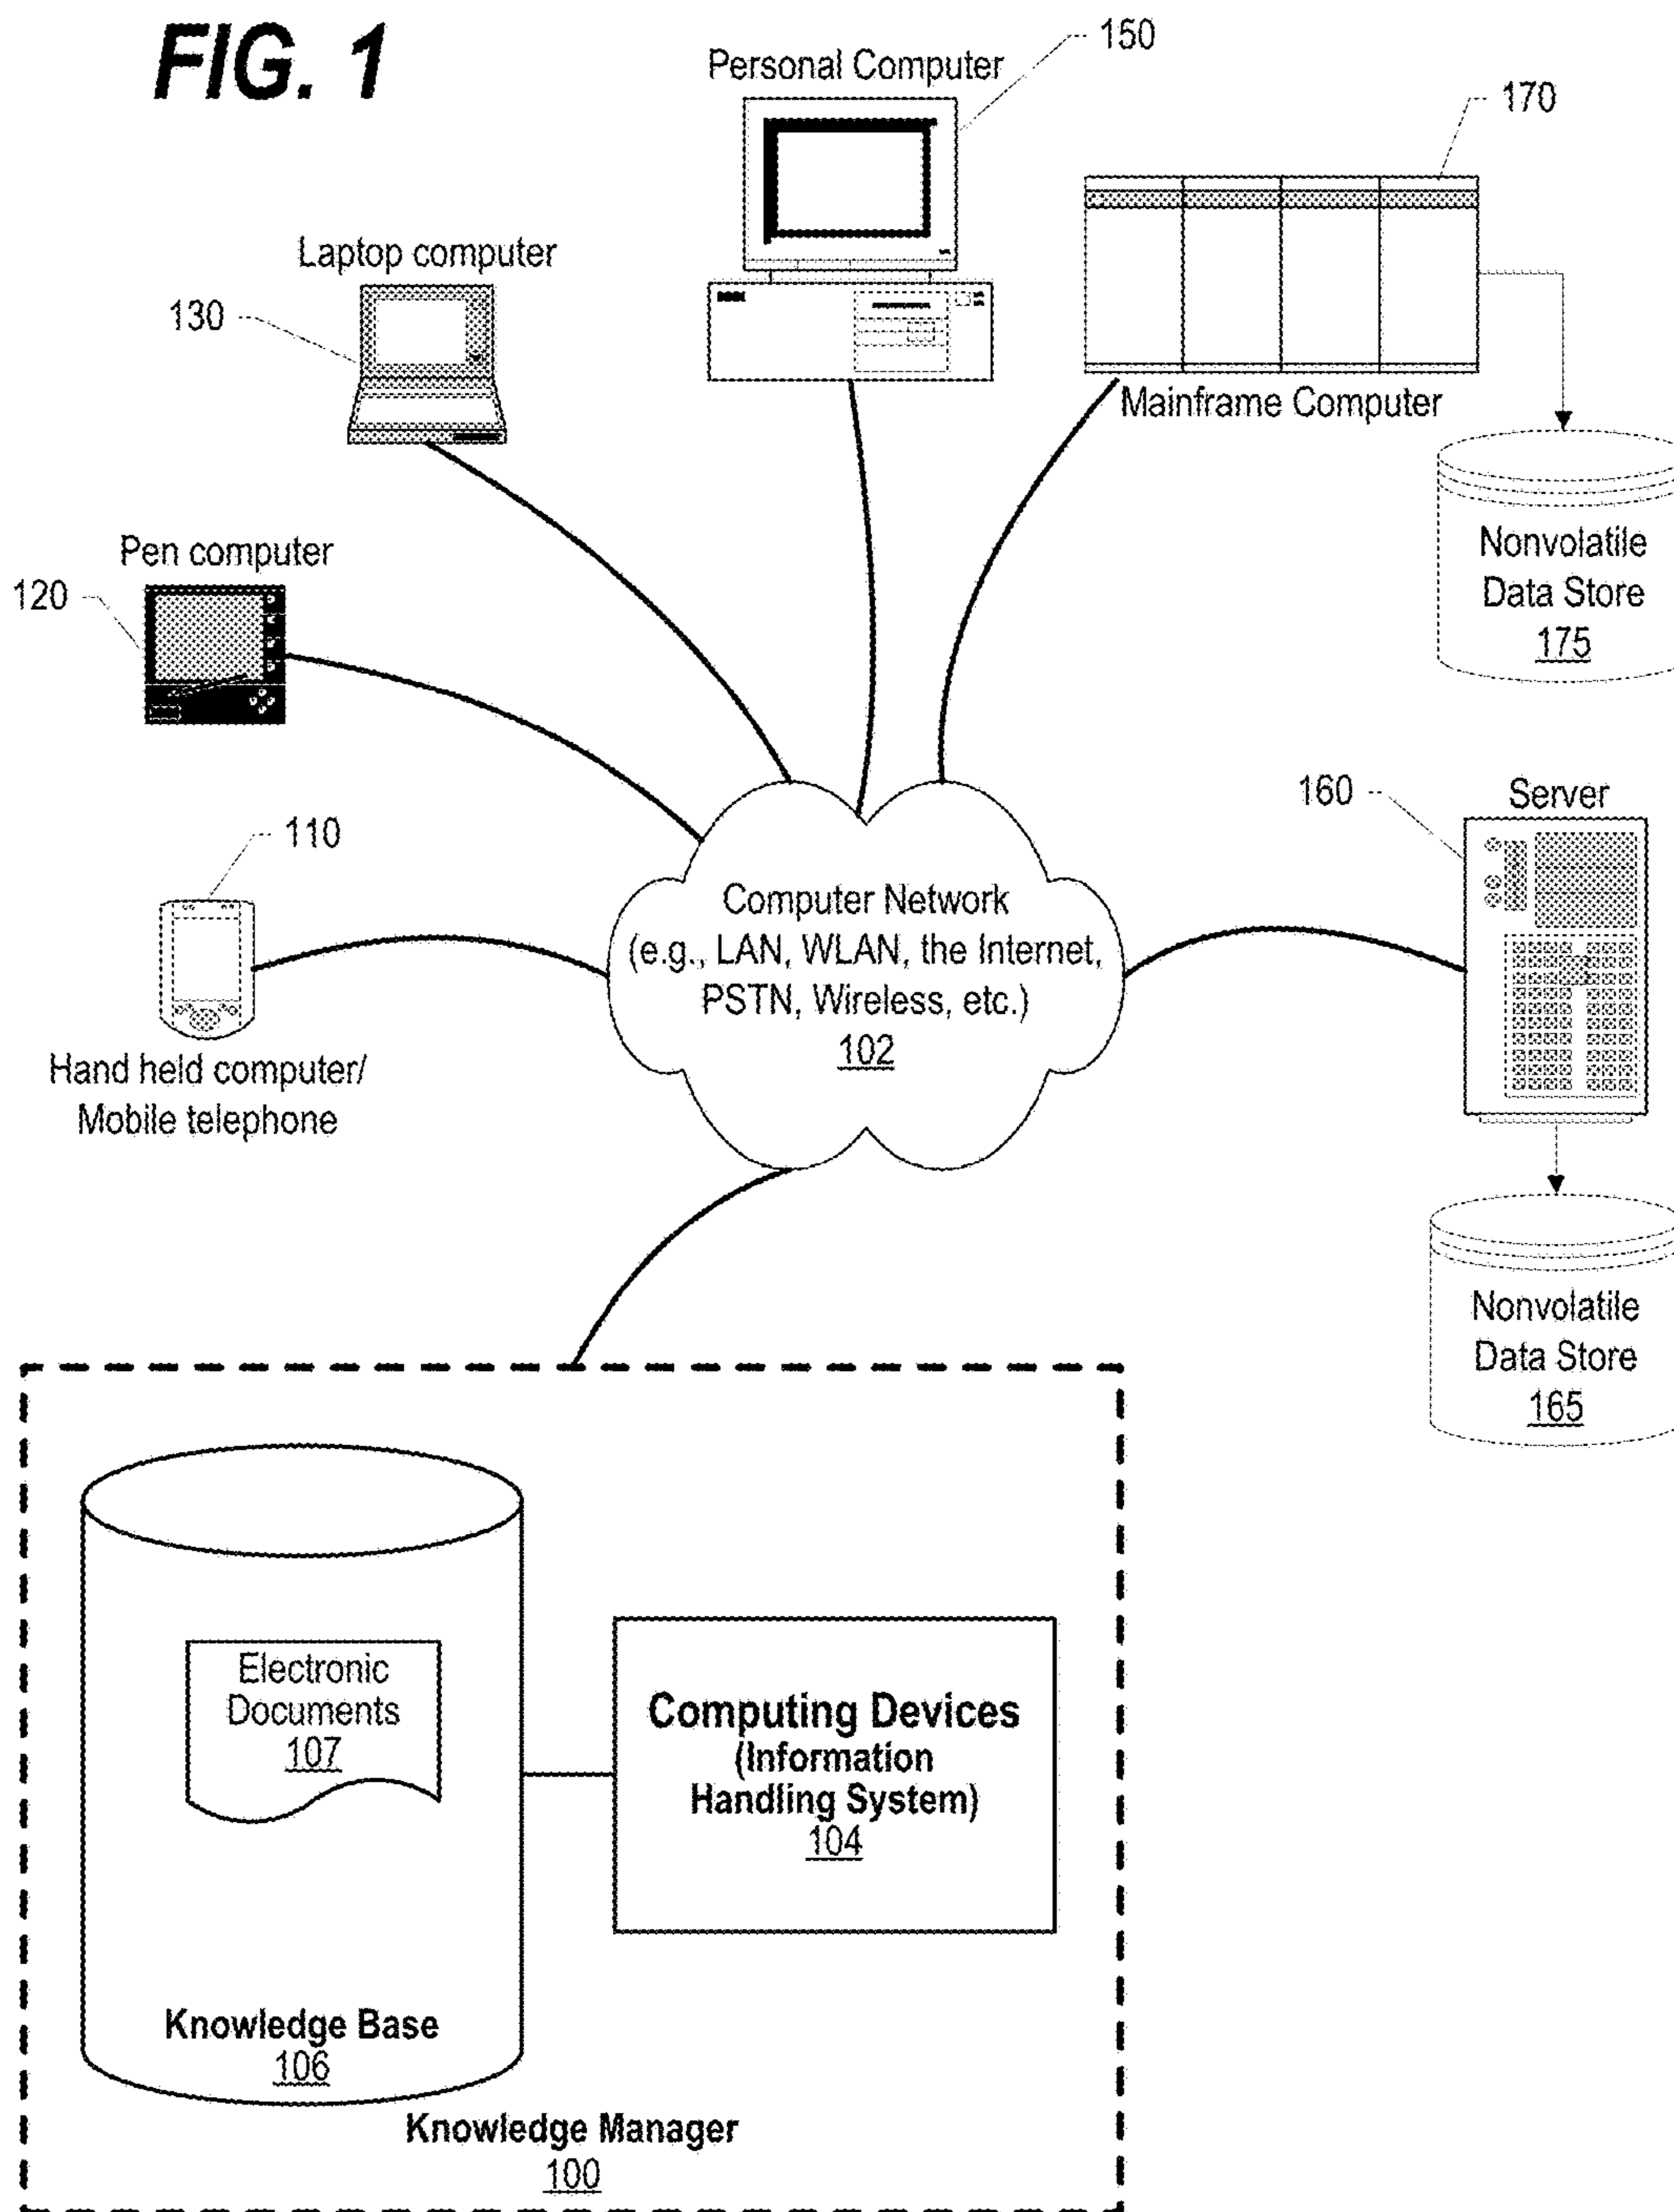 FIG. 1
Personal Computer
150
170
Laptop computer
130
Mainframe Computer
Nonvolatile
Data Store
175
Pen computer
120
160
Server
110
Computer Network
(e.g., LAN, WLAN, the Internet,
PSTN, Wireless, etc.)
102
Hand held computer/
Mobile telephone
Nonvolatile
Data Store
165
Electronic
Documents
107
Computing Devices
(Information
Handling System)
104
Knowledge Base
106
Knowledge Manager
100